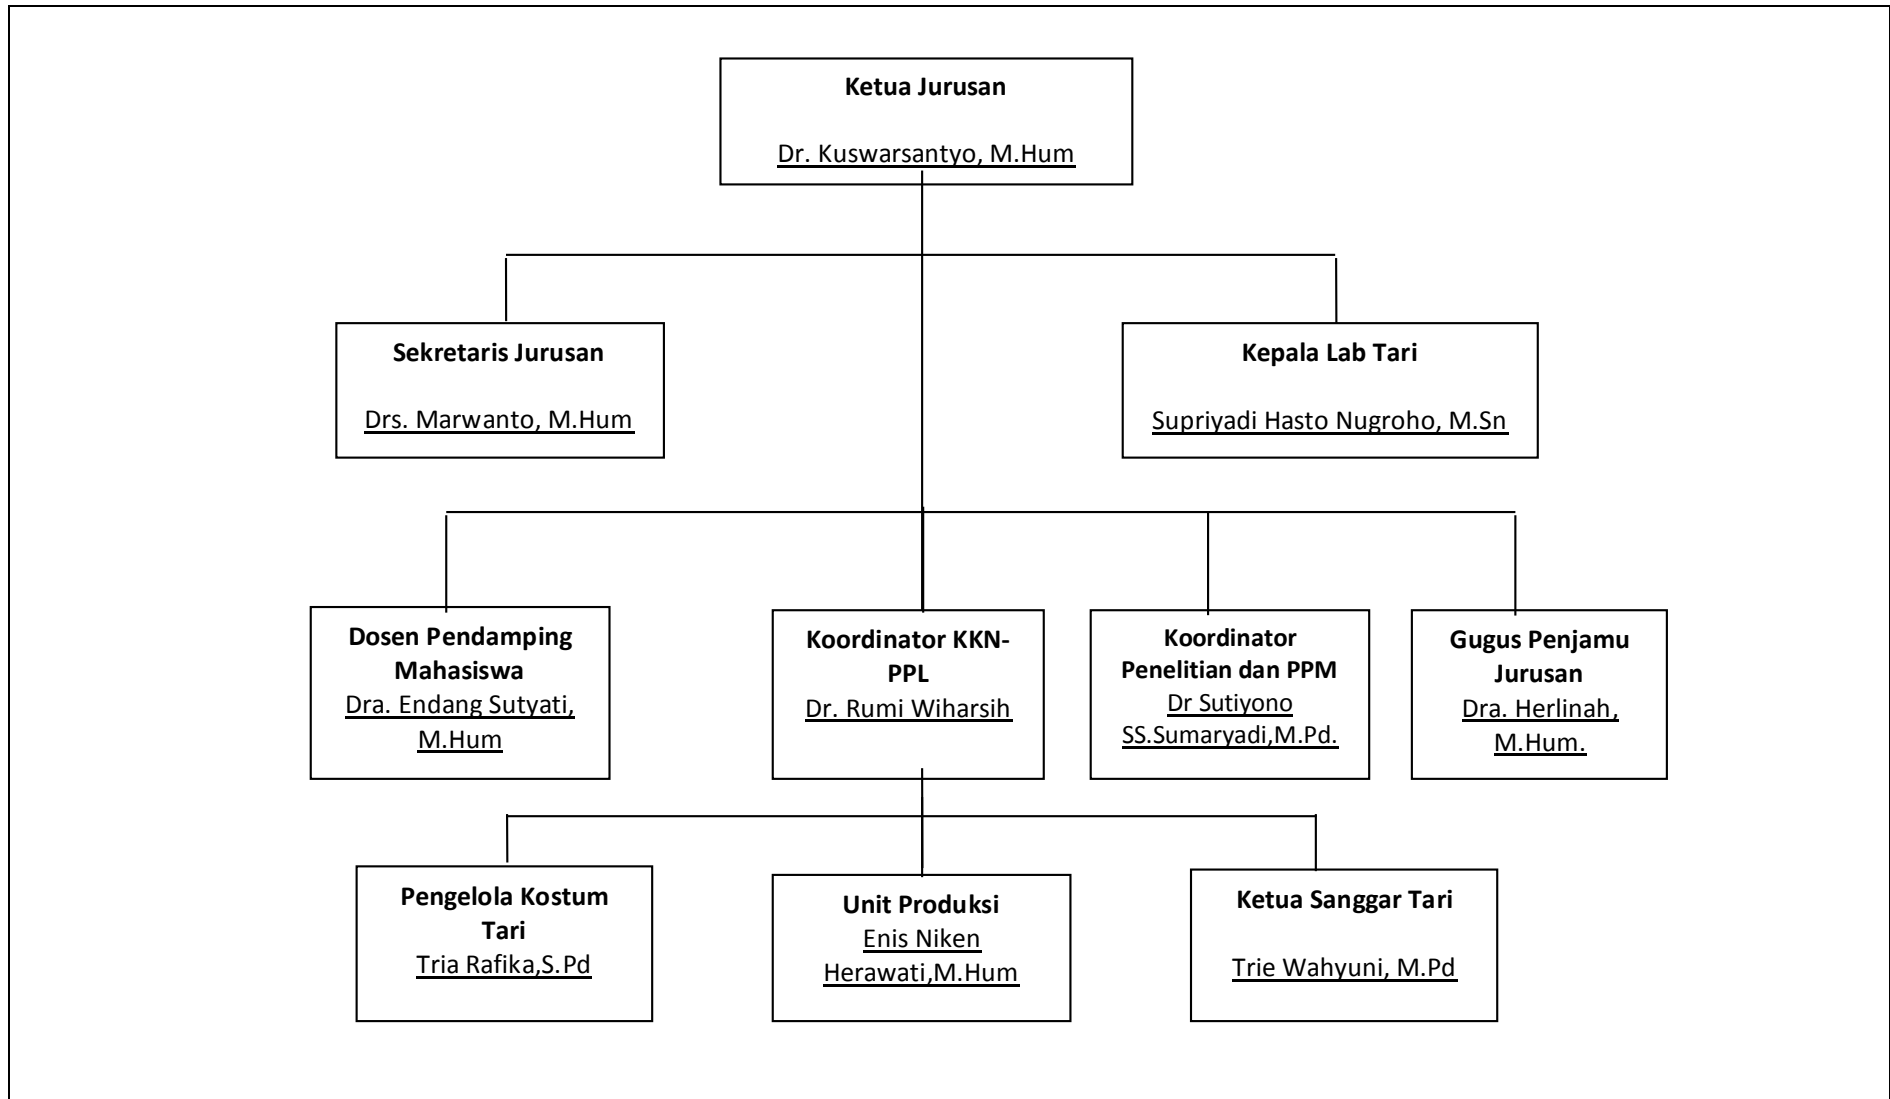 Ketua Jurusan
Dr. Kuswarsantyo, M.Hum
Sekretaris Jurusan
Drs. Marwanto, M.Hum
Kepala Lab Tari
Supriyadi Hasto Nugroho, M.Sn
Dosen Pendamping
Mahasiswa
Dra. Endang Sutyati,
M.Hum
Koordinator KKN-
PPL
Dr. Rumi Wiharsih
Koordinator
Penelitian dan PPM
Dr Sutiyono
SS.Sumaryadi,M.Pd.
Gugus Penjamu
Jurusan
Dra. Herlinah,
M.Hum.
Pengelola Kostum
Tari
Tria Rafika,S.Pd
Unit Produksi
Enis Niken
Herawati,M.Hum
Ketua Sanggar Tari
Trie Wahyuni, M.Pd